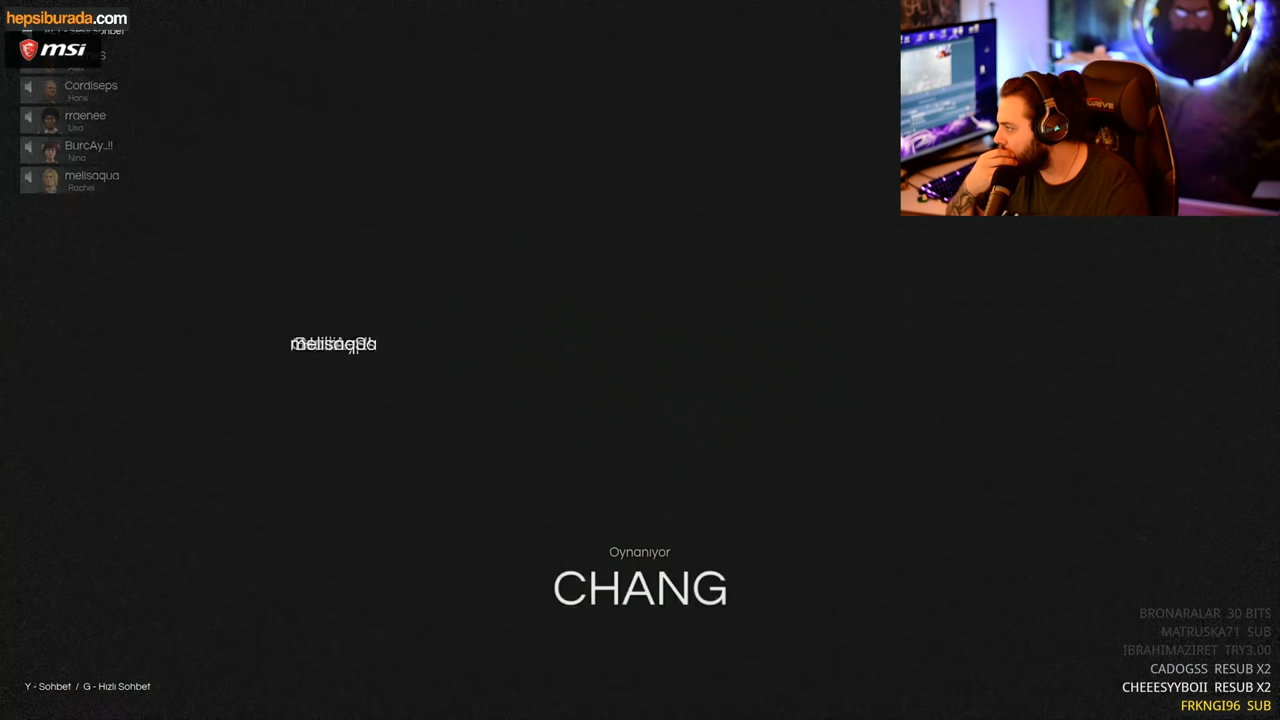 hepsiburada.com
msi
Cordiseps
Hans
rraenee
Lisa
BurcAy..!!
Nina
melisaqua
Rachel
Oynanıyor
CHANG
Y - Sohbet / G - Hızlı Sohbet
BRONARALAR 30 BITS
MATRUSKA71 SUB
IBRAHIMAZIRET TRY3.00
CADOGSS RESUB X2
CHEEESYYBOII RESUB X2
FRKNGI96 SUB